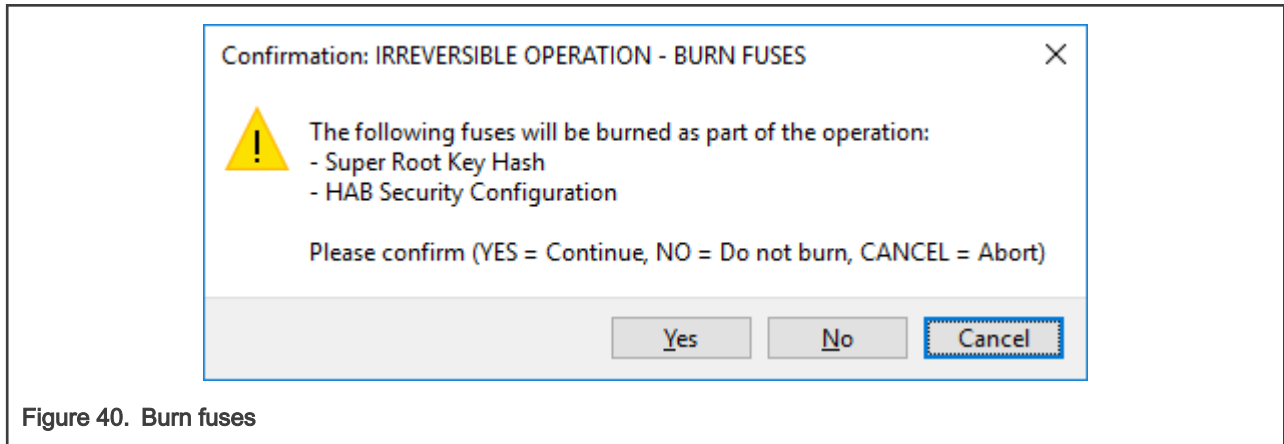 Confirmation: IRREVERSIBLE OPERATION - BURN FUSES
The following fuses will be burned as part of the operation:
- Super Root Key Hash
- HAB Security Configuration
Please confirm (YES = Continue, NO = Do not burn, CANCEL = Abort)
Yes No Cancel
Figure 40. Burn fuses